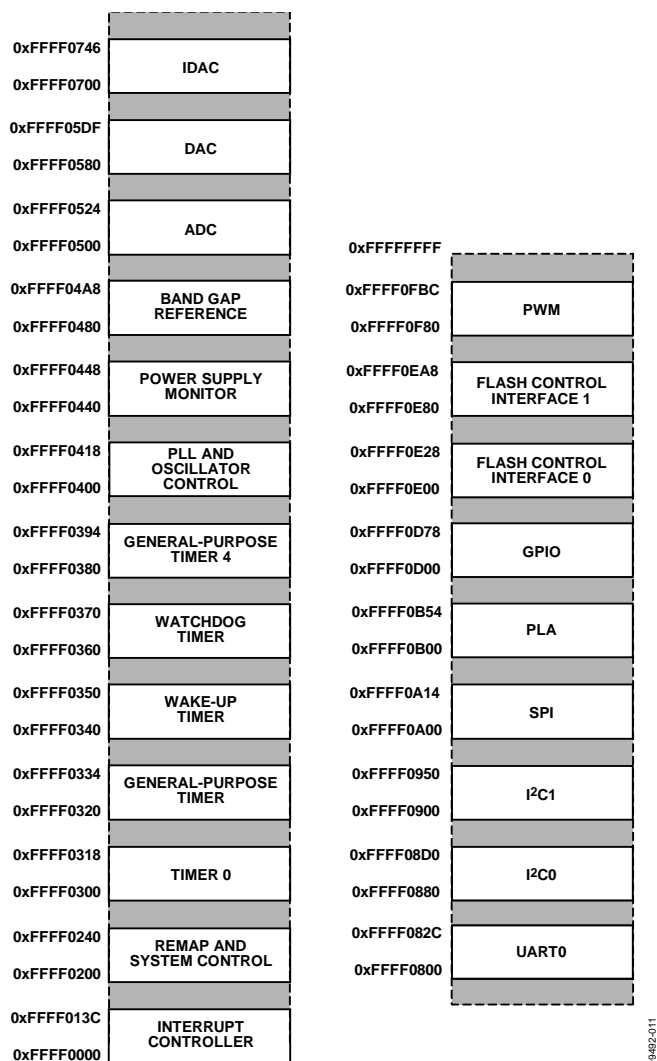 0xFFFF0746
IDAC
0xFFFF0700
0xFFFF05DF
DAC
0xFFFF0580
0xFFFF0524
ADC
0xFFFF0500
0xFFFF04A8
BAND GAP
REFERENCE
0xFFFF0480
0xFFFF0448
POWER SUPPLY
MONITOR
0xFFFF0440
0xFFFF0418
PLL AND
OSCILLATOR
CONTROL
0xFFFF0400
0xFFFF0394
GENERAL-PURPOSE
TIMER 4
0xFFFF0380
0xFFFF0370
WATCHDOG
TIMER
0xFFFF0360
0xFFFF0350
WAKE-UP
TIMER
0xFFFF0340
0xFFFF0334
GENERAL-PURPOSE
TIMER
0xFFFF0320
0xFFFF0318
TIMER 0
0xFFFF0300
0xFFFF0240
REMAP AND
SYSTEM CONTROL
0xFFFF0200
0xFFFF013C
INTERRUPT
CONTROLLER
0xFFFF0000
0xFFFFFFFF
0xFFFF0FBC
PWM
0xFFFF0F80
0xFFFF0EA8
FLASH CONTROL
INTERFACE 1
0xFFFF0E80
0xFFFF0E28
FLASH CONTROL
INTERFACE 0
0xFFFF0E00
0xFFFF0D78
GPIO
0xFFFF0D00
0xFFFF0B54
PLA
0xFFFF0B00
0xFFFF0A14
SPI
0xFFFF0A00
0xFFFF0950
I²C1
0xFFFF0900
0xFFFF08D0
I²C0
0xFFFF0880
0xFFFF082C
UART0
0xFFFF0800
9492-011